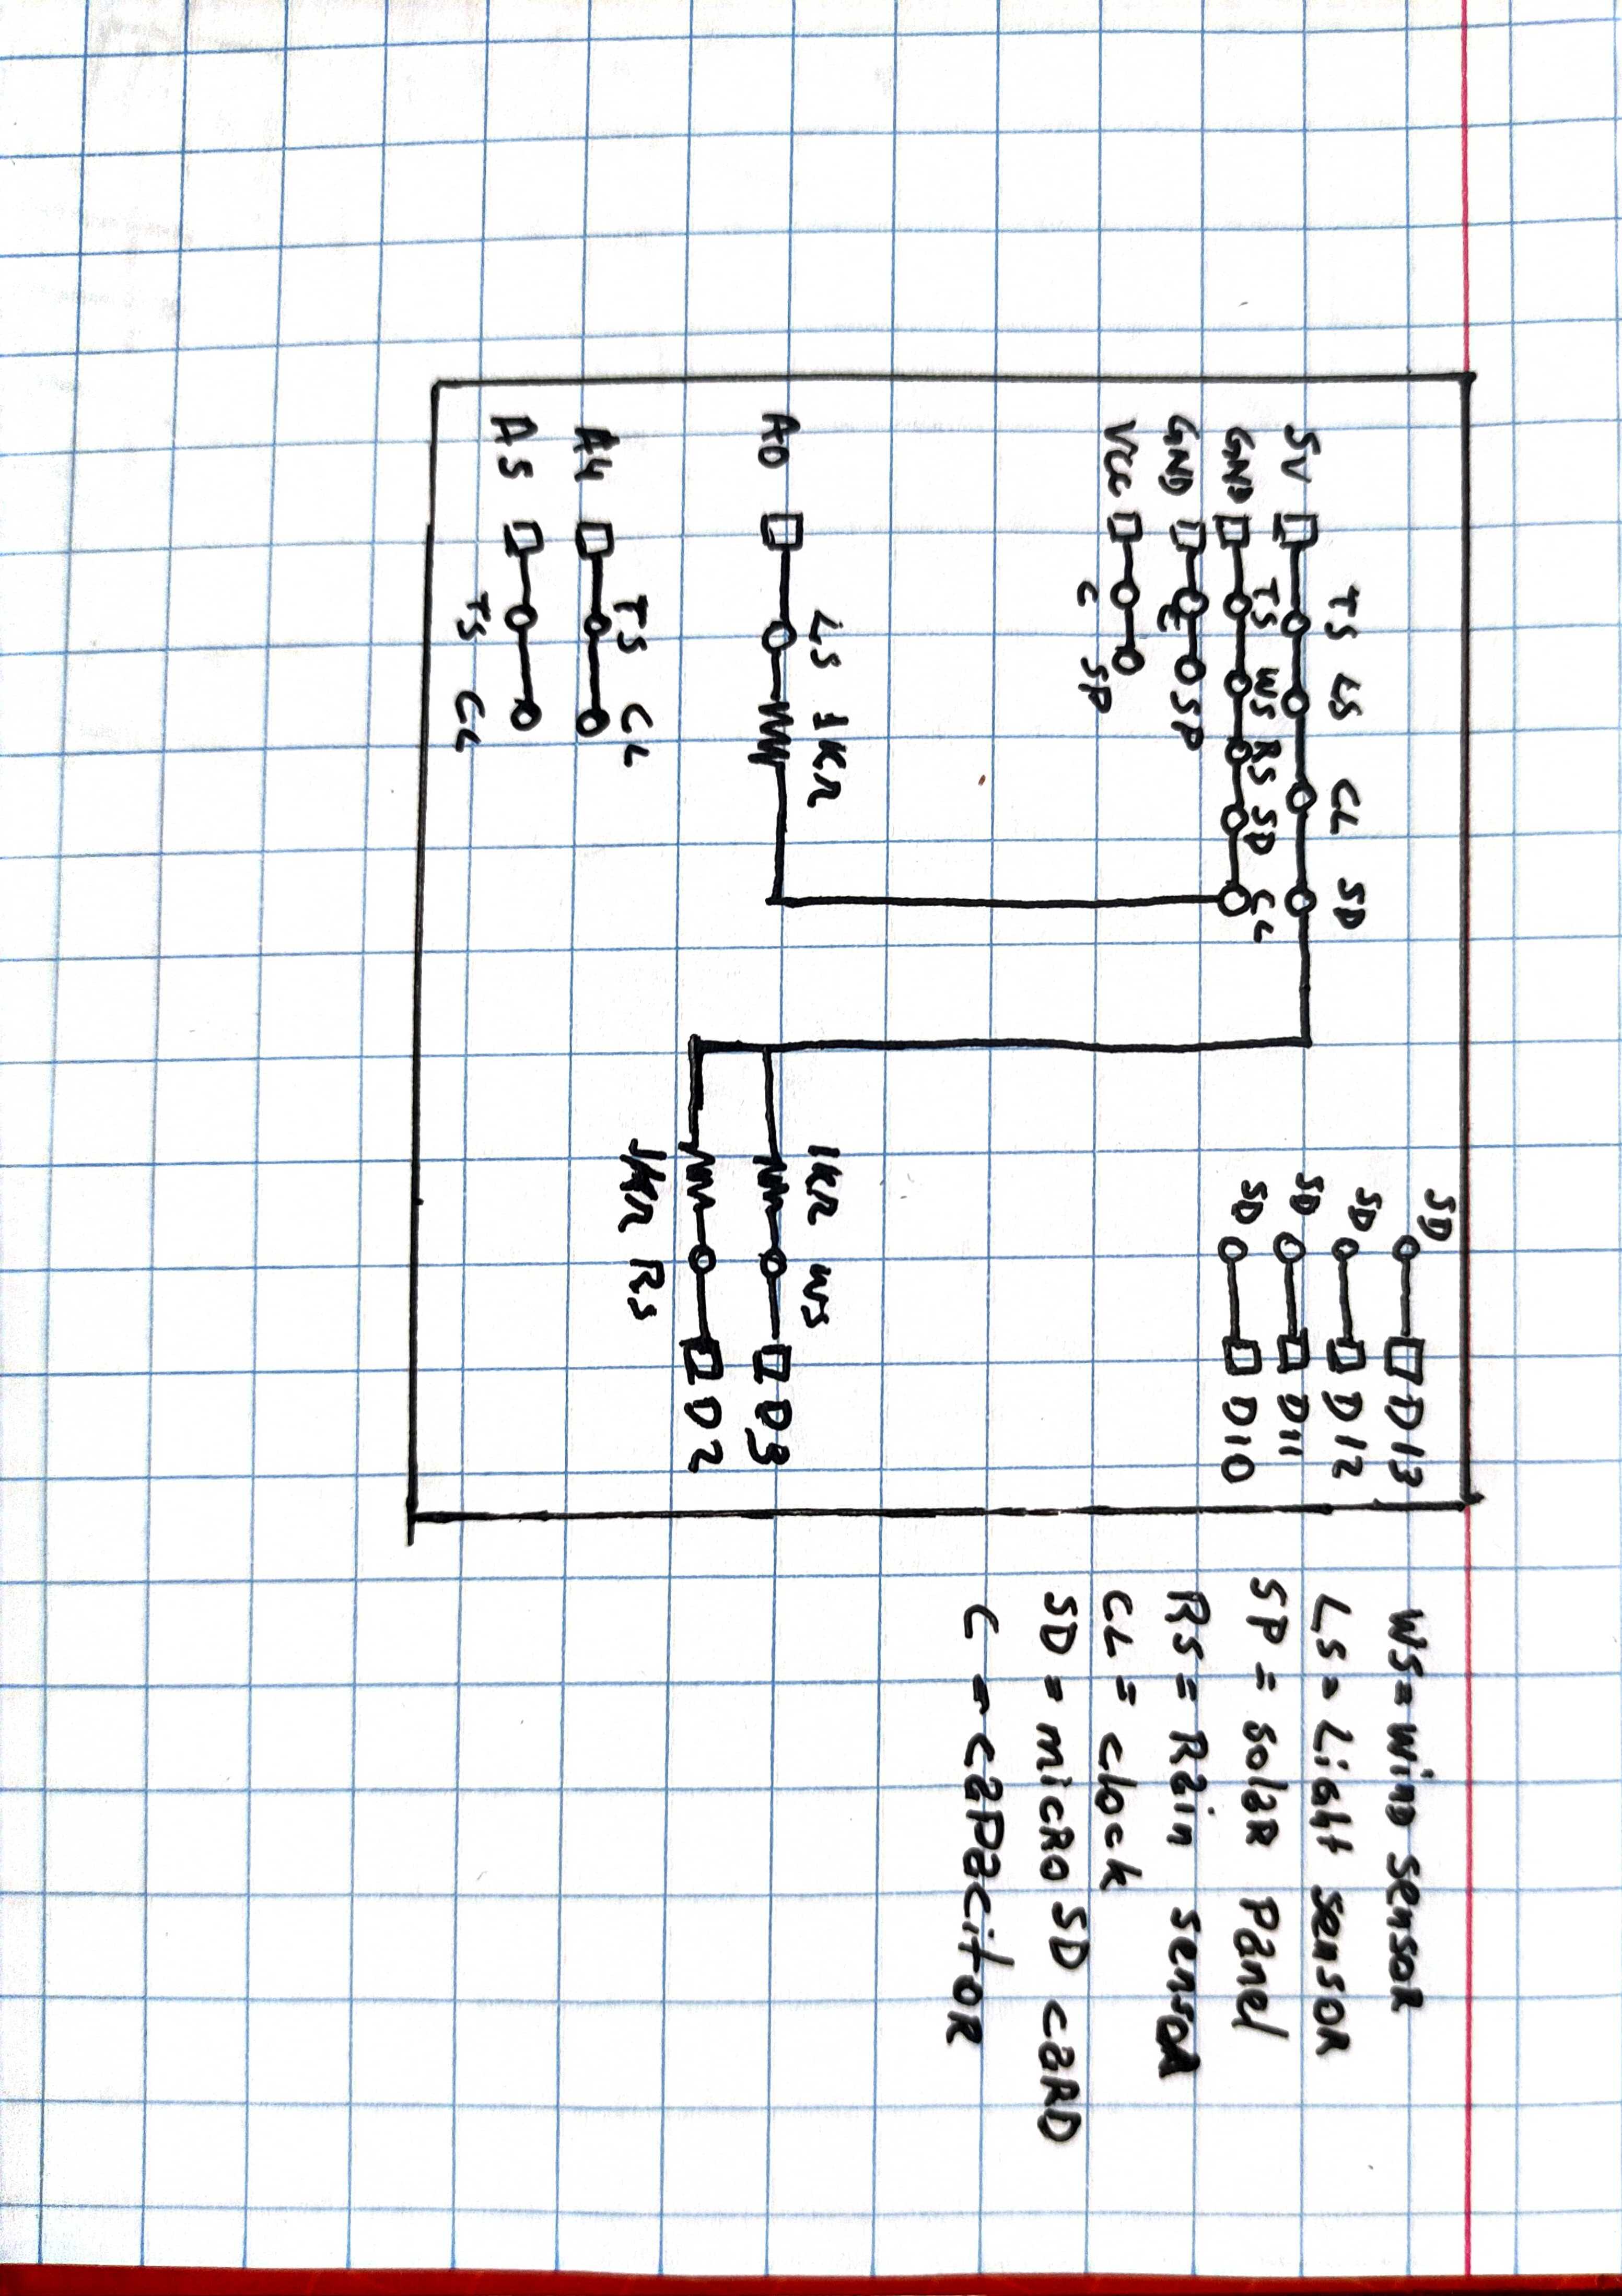 SD
TS LS CL SD
5V D13
SD
GND TS WS RS SD CL D12
SD
GND C SP D11
SD
VCC D10
C SP
LS 1KΩ 1KΩ WS
A0 D3
D2
1KΩ RS
TS CL
A4
A5
TS CL
WS = WIND SENSOR
LS = Light SENSOR
SP = SolaR PaNel
RS = Rain SENSOR
CL = clock
SD = micRO SD caRD
C = caPacitoR